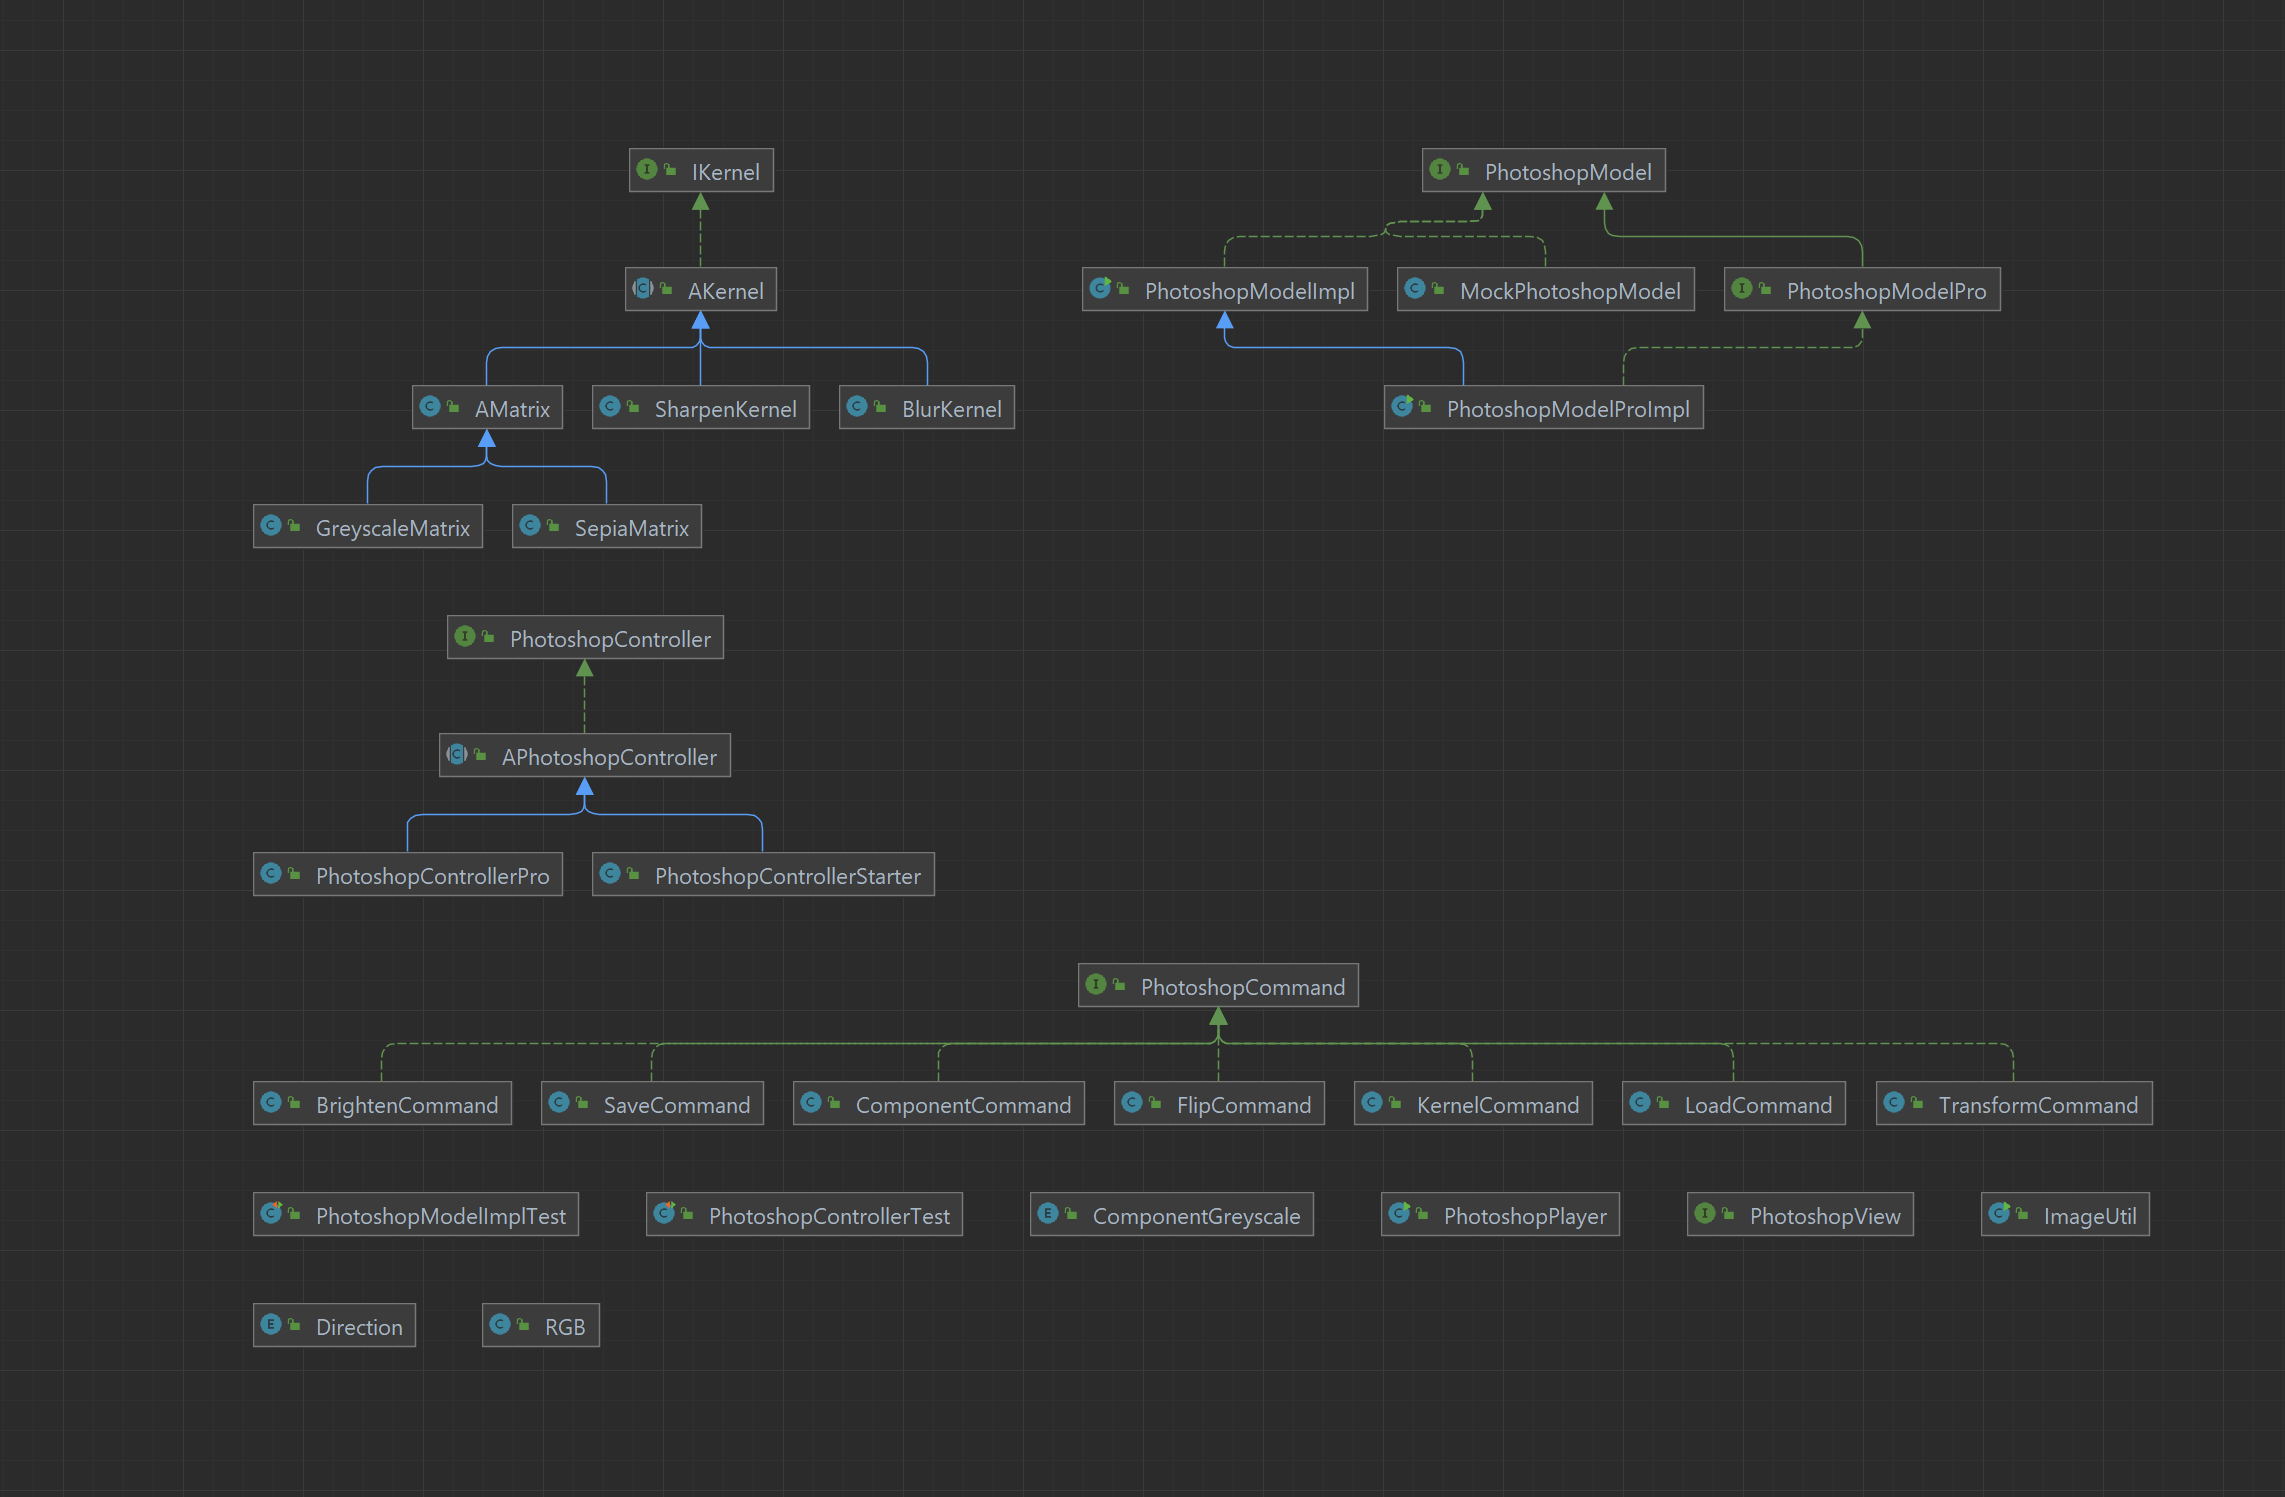 IKernel
PhotoshopModel
AKernel
PhotoshopModelImpl
MockPhotoshopModel
PhotoshopModelPro
AMatrix
SharpenKernel
BlurKernel
PhotoshopModelProImpl
GreyscaleMatrix
SepiaMatrix
PhotoshopController
APhotoshopController
PhotoshopControllerPro
PhotoshopControllerStarter
PhotoshopCommand
BrightenCommand
SaveCommand
ComponentCommand
FlipCommand
KernelCommand
LoadCommand
TransformCommand
PhotoshopModelImplTest
PhotoshopControllerTest
ComponentGreyscale
PhotoshopPlayer
PhotoshopView
ImageUtil
Direction
RGB